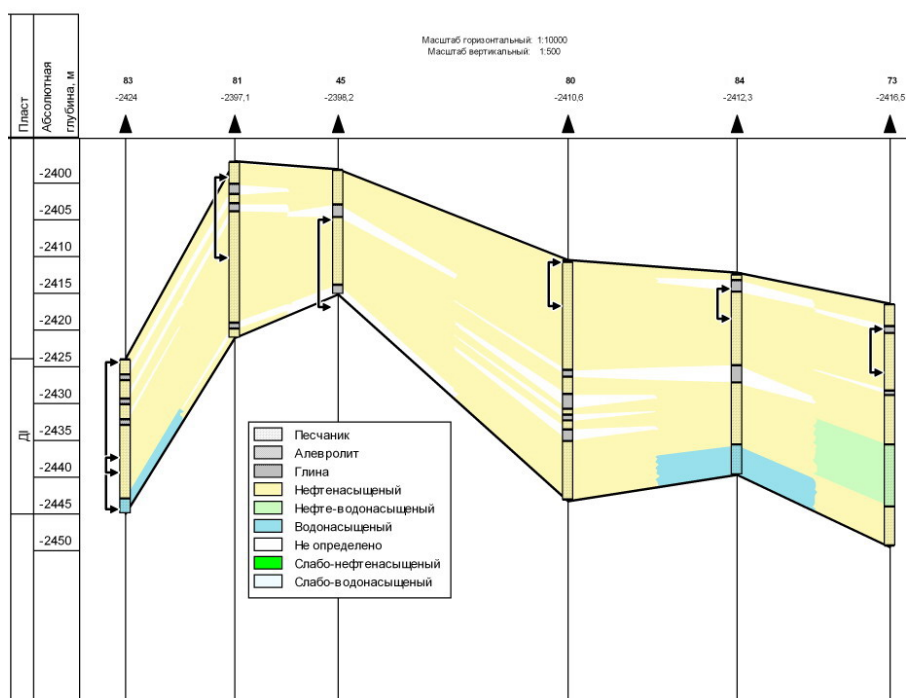 Масштаб горизонтальный: 1:10000
Масштаб вертикальный: 1:500
Пласт
Абсолютная глубина, м
83
81
45
80
84
73
-2424
-2397,1
-2398,2
-2410,6
-2412,3
-2416,5
-2400
-2405
-2410
-2415
-2420
-2425
-2430
-2435
-2440
-2445
-2450
ДI
Песчаник
Алевролит
Глина
Нефтенасыщеный
Нефте-водонасыщеный
Водонасыщеный
Не определено
Слабо-нефтенасыщеный
Слабо-водонасыщеный